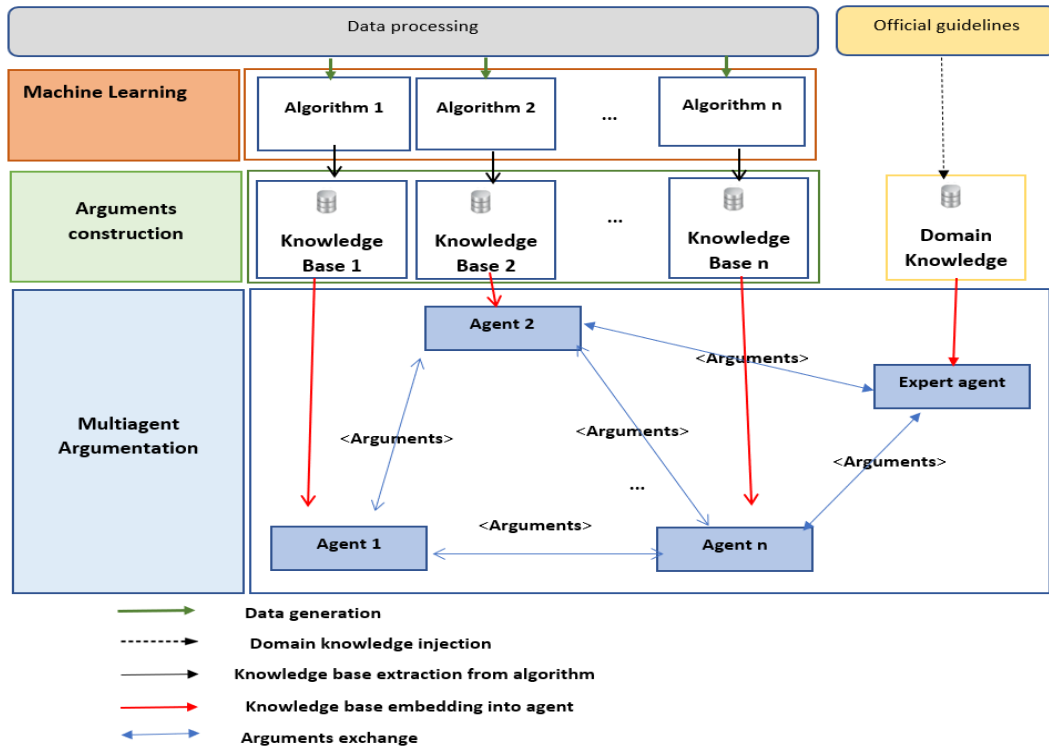 Data processing
Official guidelines
Machine Learning
Algorithm 1
Algorithm 2
...
Algorithm n
Arguments
construction
Knowledge
Base 1
Knowledge
Base 2
...
Knowledge
Base n
Domain
Knowledge
Multiagent
Argumentation
Agent 2
<Arguments>
Expert agent
<Arguments>
<Arguments>
<Arguments>
...
<Arguments>
Agent 1
Agent n
Data generation
Domain knowledge injection
Knowledge base extraction from algorithm
Knowledge base embedding into agent
Arguments exchange